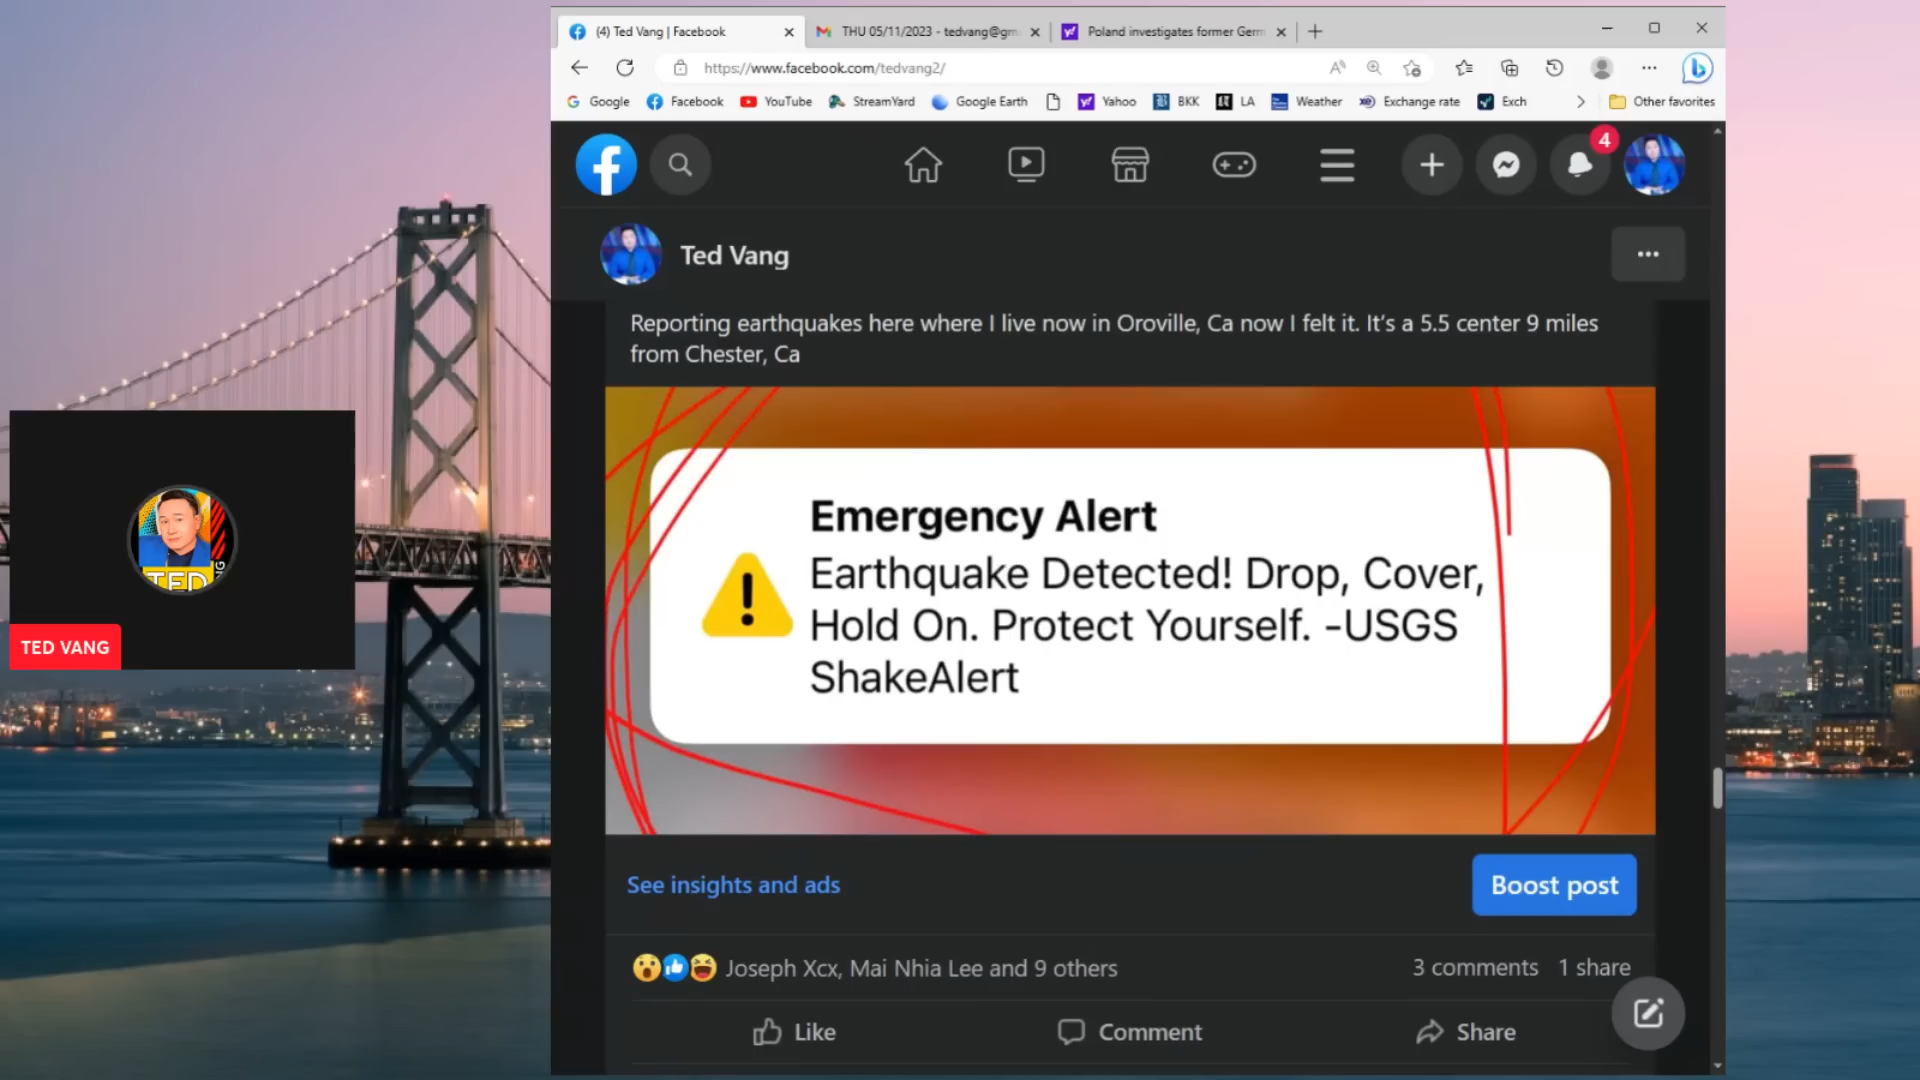 (4) Ted Vang | Facebook
THU 05/11/2023 - tedvang@gm
Poland investigates former Germ
https://www.facebook.com/tedvang2/
Google
Facebook
YouTube
StreamYard
Google Earth
Yahoo
BKK
LA
Weather
Exchange rate
Exch
Other favorites
4
Ted Vang
Reporting earthquakes here where I live now in Oroville, Ca now I felt it. It's a 5.5 center 9 miles
from Chester, Ca
Emergency Alert
Earthquake Detected! Drop, Cover,
Hold On. Protect Yourself. -USGS
ShakeAlert
See insights and ads
Boost post
Joseph Xcx, Mai Nhia Lee and 9 others
3 comments 1 share
Like
Comment
Share
TED
TED VANG